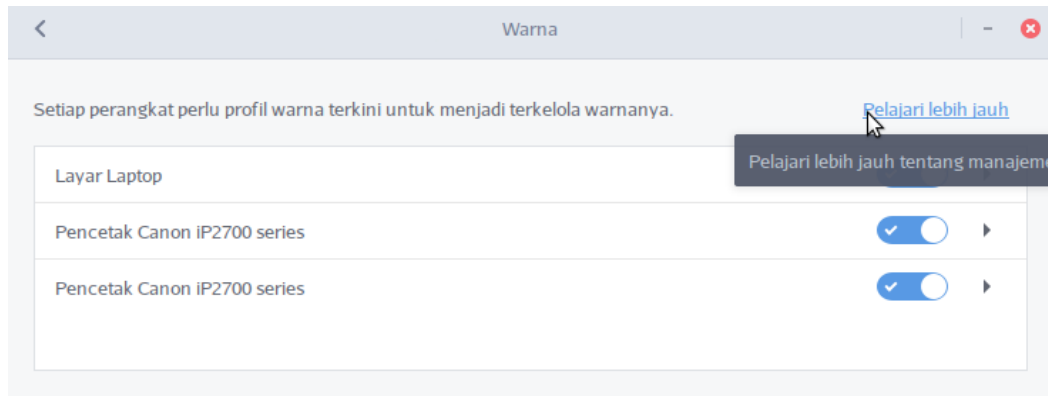 Warna
Setiap perangkat perlu profil warna terkini untuk menjadi terkelola warnanya.
Pelajari lebih jauh
Pelajari lebih jauh tentang manajeme
Layar Laptop
Pencetak Canon iP2700 series
Pencetak Canon iP2700 series